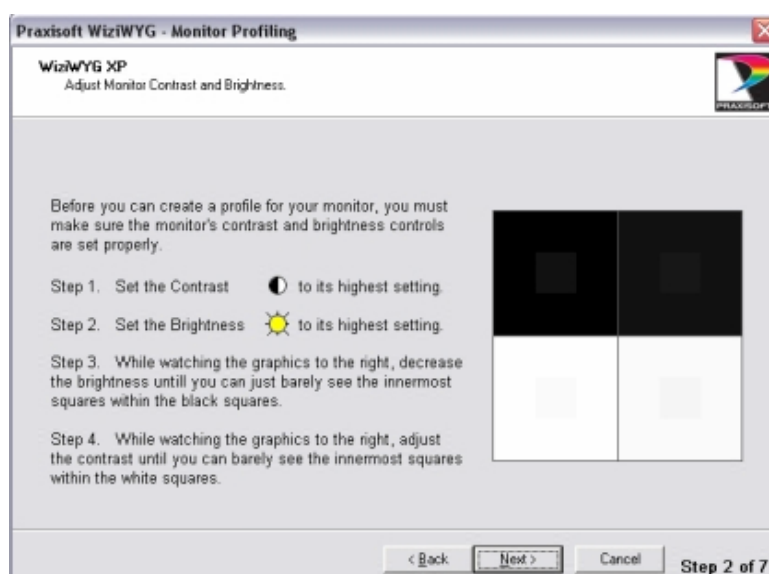 Praxisoft WiziWYG - Monitor Profiling
WiziWYG XP
Adjust Monitor Contrast and Brightness.
PRAXISOFT
Before you can create a profile for your monitor, you must
make sure the monitor's contrast and brightness controls
are set properly.
Step 1. Set the Contrast to its highest setting.
Step 2. Set the Brightness to its highest setting.
Step 3. While watching the graphics to the right, decrease
the brightness untill you can just barely see the innermost
squares within the black squares.
Step 4. While watching the graphics to the right, adjust
the contrast until you can barely see the innermost squares
within the white squares.
< Back Next > Cancel Step 2 of 7